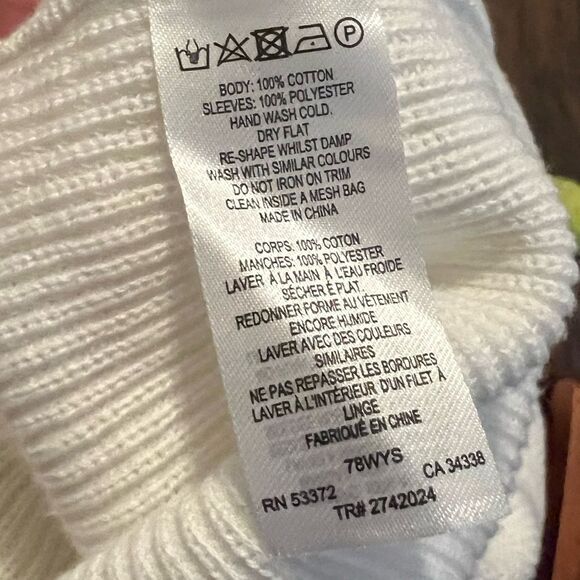 P
BODY: 100% COTTON
SLEEVES: 100% POLYESTER
HAND WASH COLD.
DRY FLAT
RE-SHAPE WHILST DAMP
WASH WITH SIMILAR COLOURS
DO NOT IRON ON TRIM
CLEAN INSIDE A MESH BAG
MADE IN CHINA
CORPS: 100% COTON
MANCHES: 100% POLYESTER
LAVER À LA MAIN À L'EAU FROIDE
SÉCHER À PLAT
REDONNER FORME AU VÊTEMENT
ENCORE HUMIDE
LAVER AVEC DES COULEURS
SIMILAIRES
NE PAS REPASSER LES BORDURES
LAVER À L'INTÉRIEUR D'UN FILET À
LINGE
FABRIQUÉ EN CHINE
78WYS
RN 53372 CA 34338
TR# 2742024